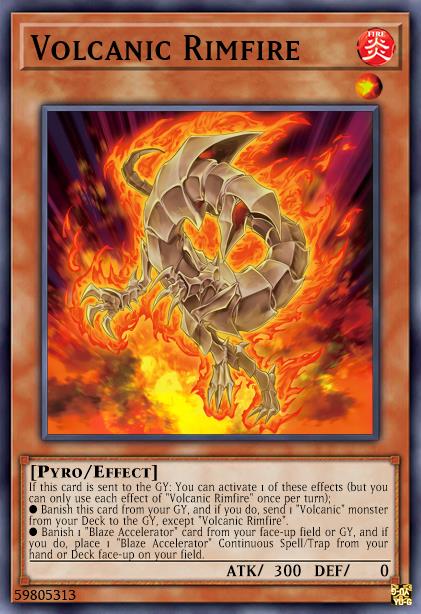 VOLCANIC RIMFIRE
FIRE
炎
[PYRO/EFFECT]
If this card is sent to the GY: You can activate 1 of these effects (but you
can only use each effect of "Volcanic Rimfire" once per turn);
● Banish this card from your GY, and if you do, send 1 "Volcanic" monster
from your Deck to the GY, except "Volcanic Rimfire".
● Banish 1 "Blaze Accelerator" card from your face-up field or GY, and if
you do, place 1 "Blaze Accelerator" Continuous Spell/Trap from your
hand or Deck face-up on your field.
ATK/ 300 DEF/ 0
59805313